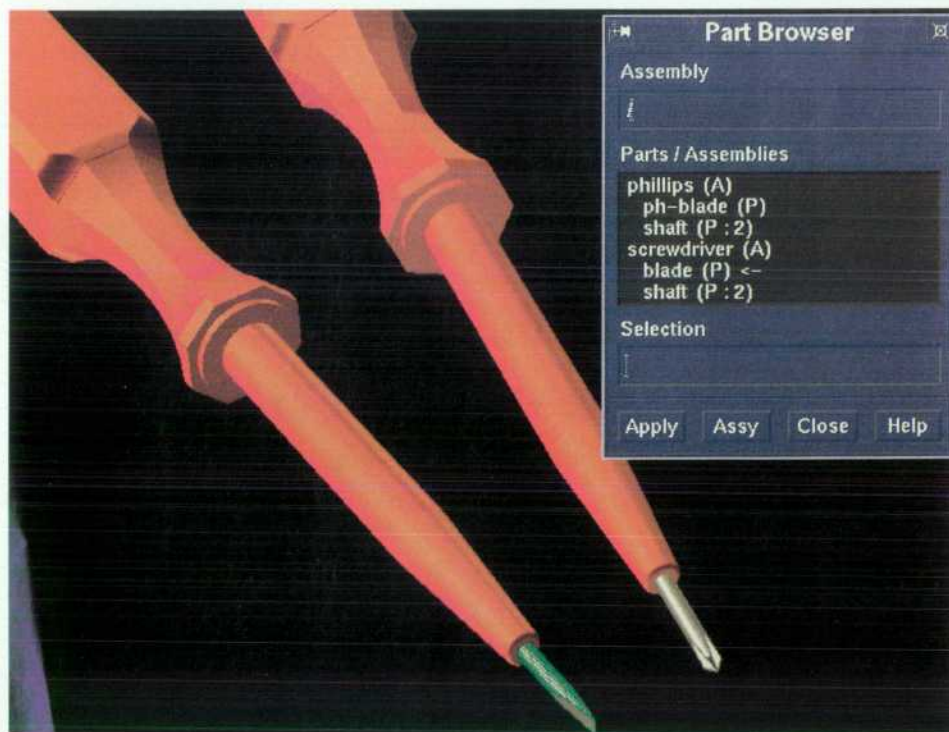 Part Browser
Assembly
i
Parts / Assemblies
phillips (A)
ph-blade (P)
shaft (P : 2)
screwdriver (A)
blade (P) <-
shaft (P : 2)
Selection
Apply Assy Close Help